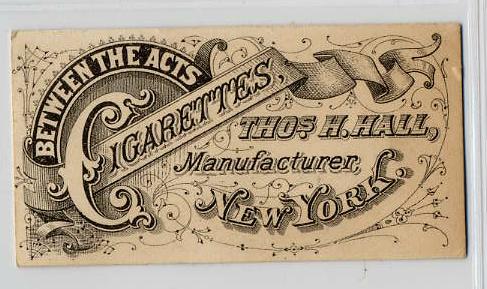 BETWEEN THE ACTS
CIGARETTES,
THOS H. HALL,
Manufacturer,
NEW YORK.